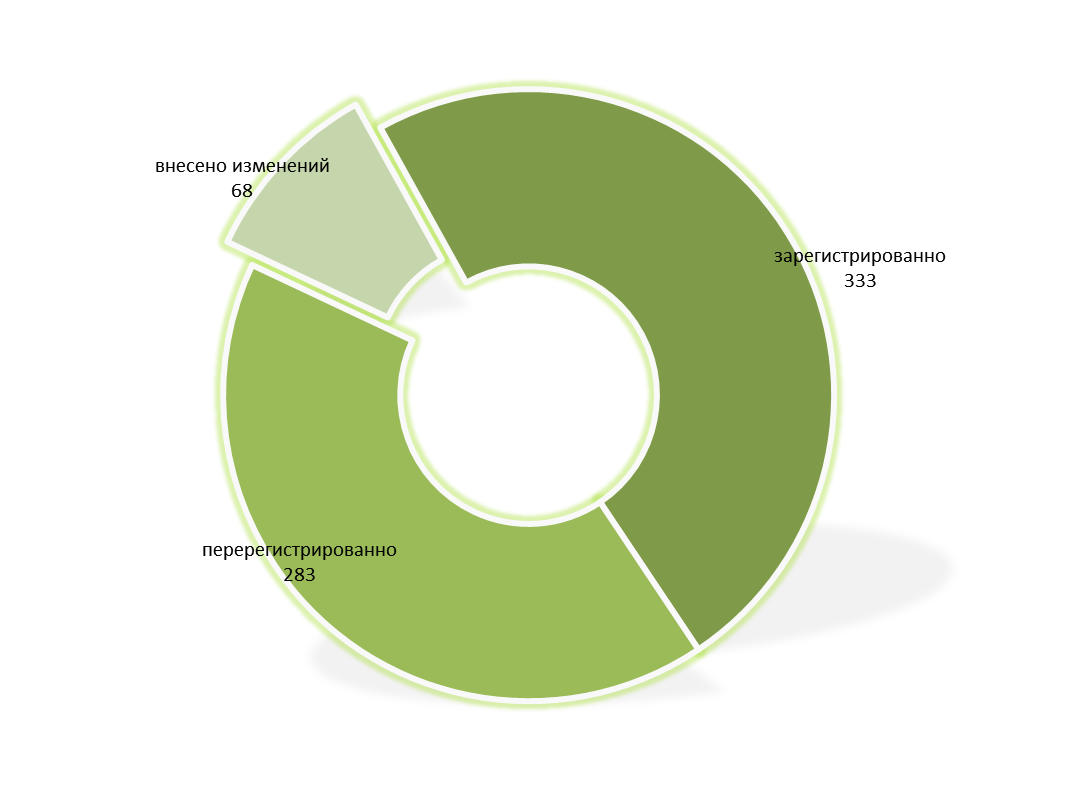 внесено изменений
68
зарегистрированно
333
перерегистрированно
283